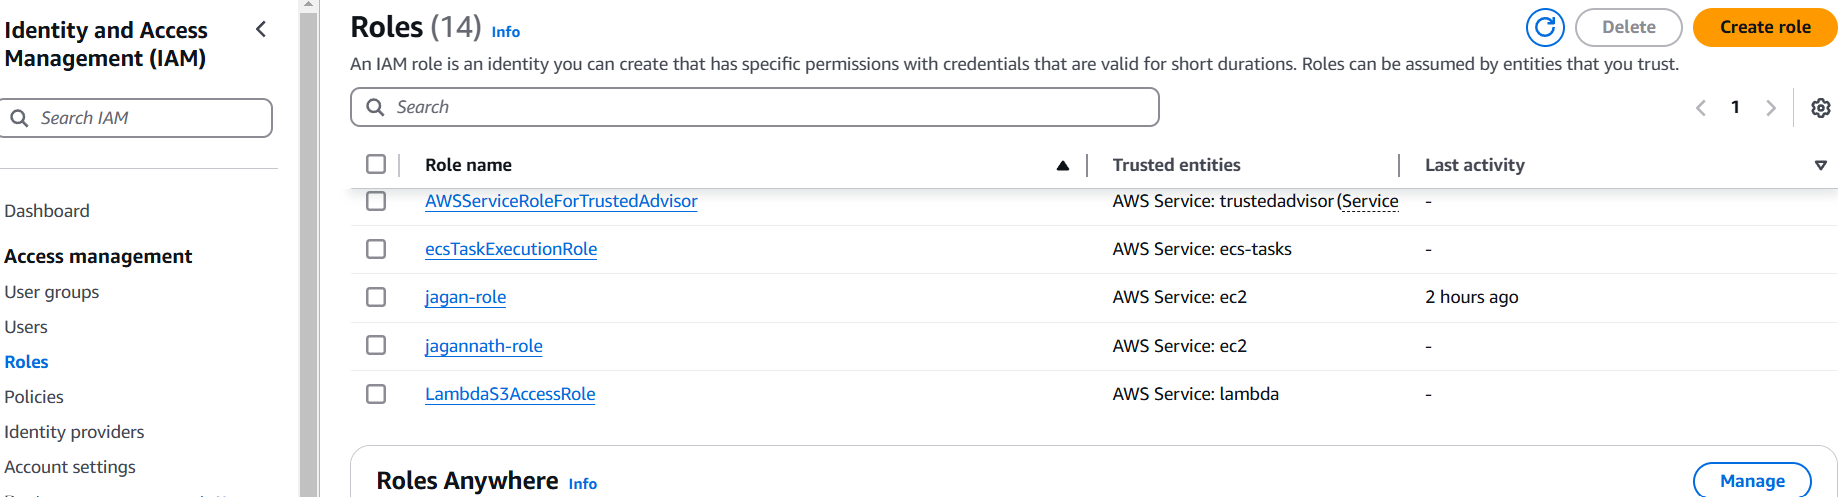 Identity and Access
Management (IAM)
Search IAM
Dashboard
Access management
User groups
Users
Roles
Policies
Identity providers
Account settings
Roles (14) Info
Delete
Create role
An IAM role is an identity you can create that has specific permissions with credentials that are valid for short durations. Roles can be assumed by entities that you trust.
Search
1
Role name Trusted entities Last activity
AWSServiceRoleForTrustedAdvisor AWS Service: trustedadvisor (Service -
ecsTaskExecutionRole AWS Service: ecs-tasks -
jagan-role AWS Service: ec2 2 hours ago
jagannath-role AWS Service: ec2 -
LambdaS3AccessRole AWS Service: lambda -
Roles Anywhere Info
Manage